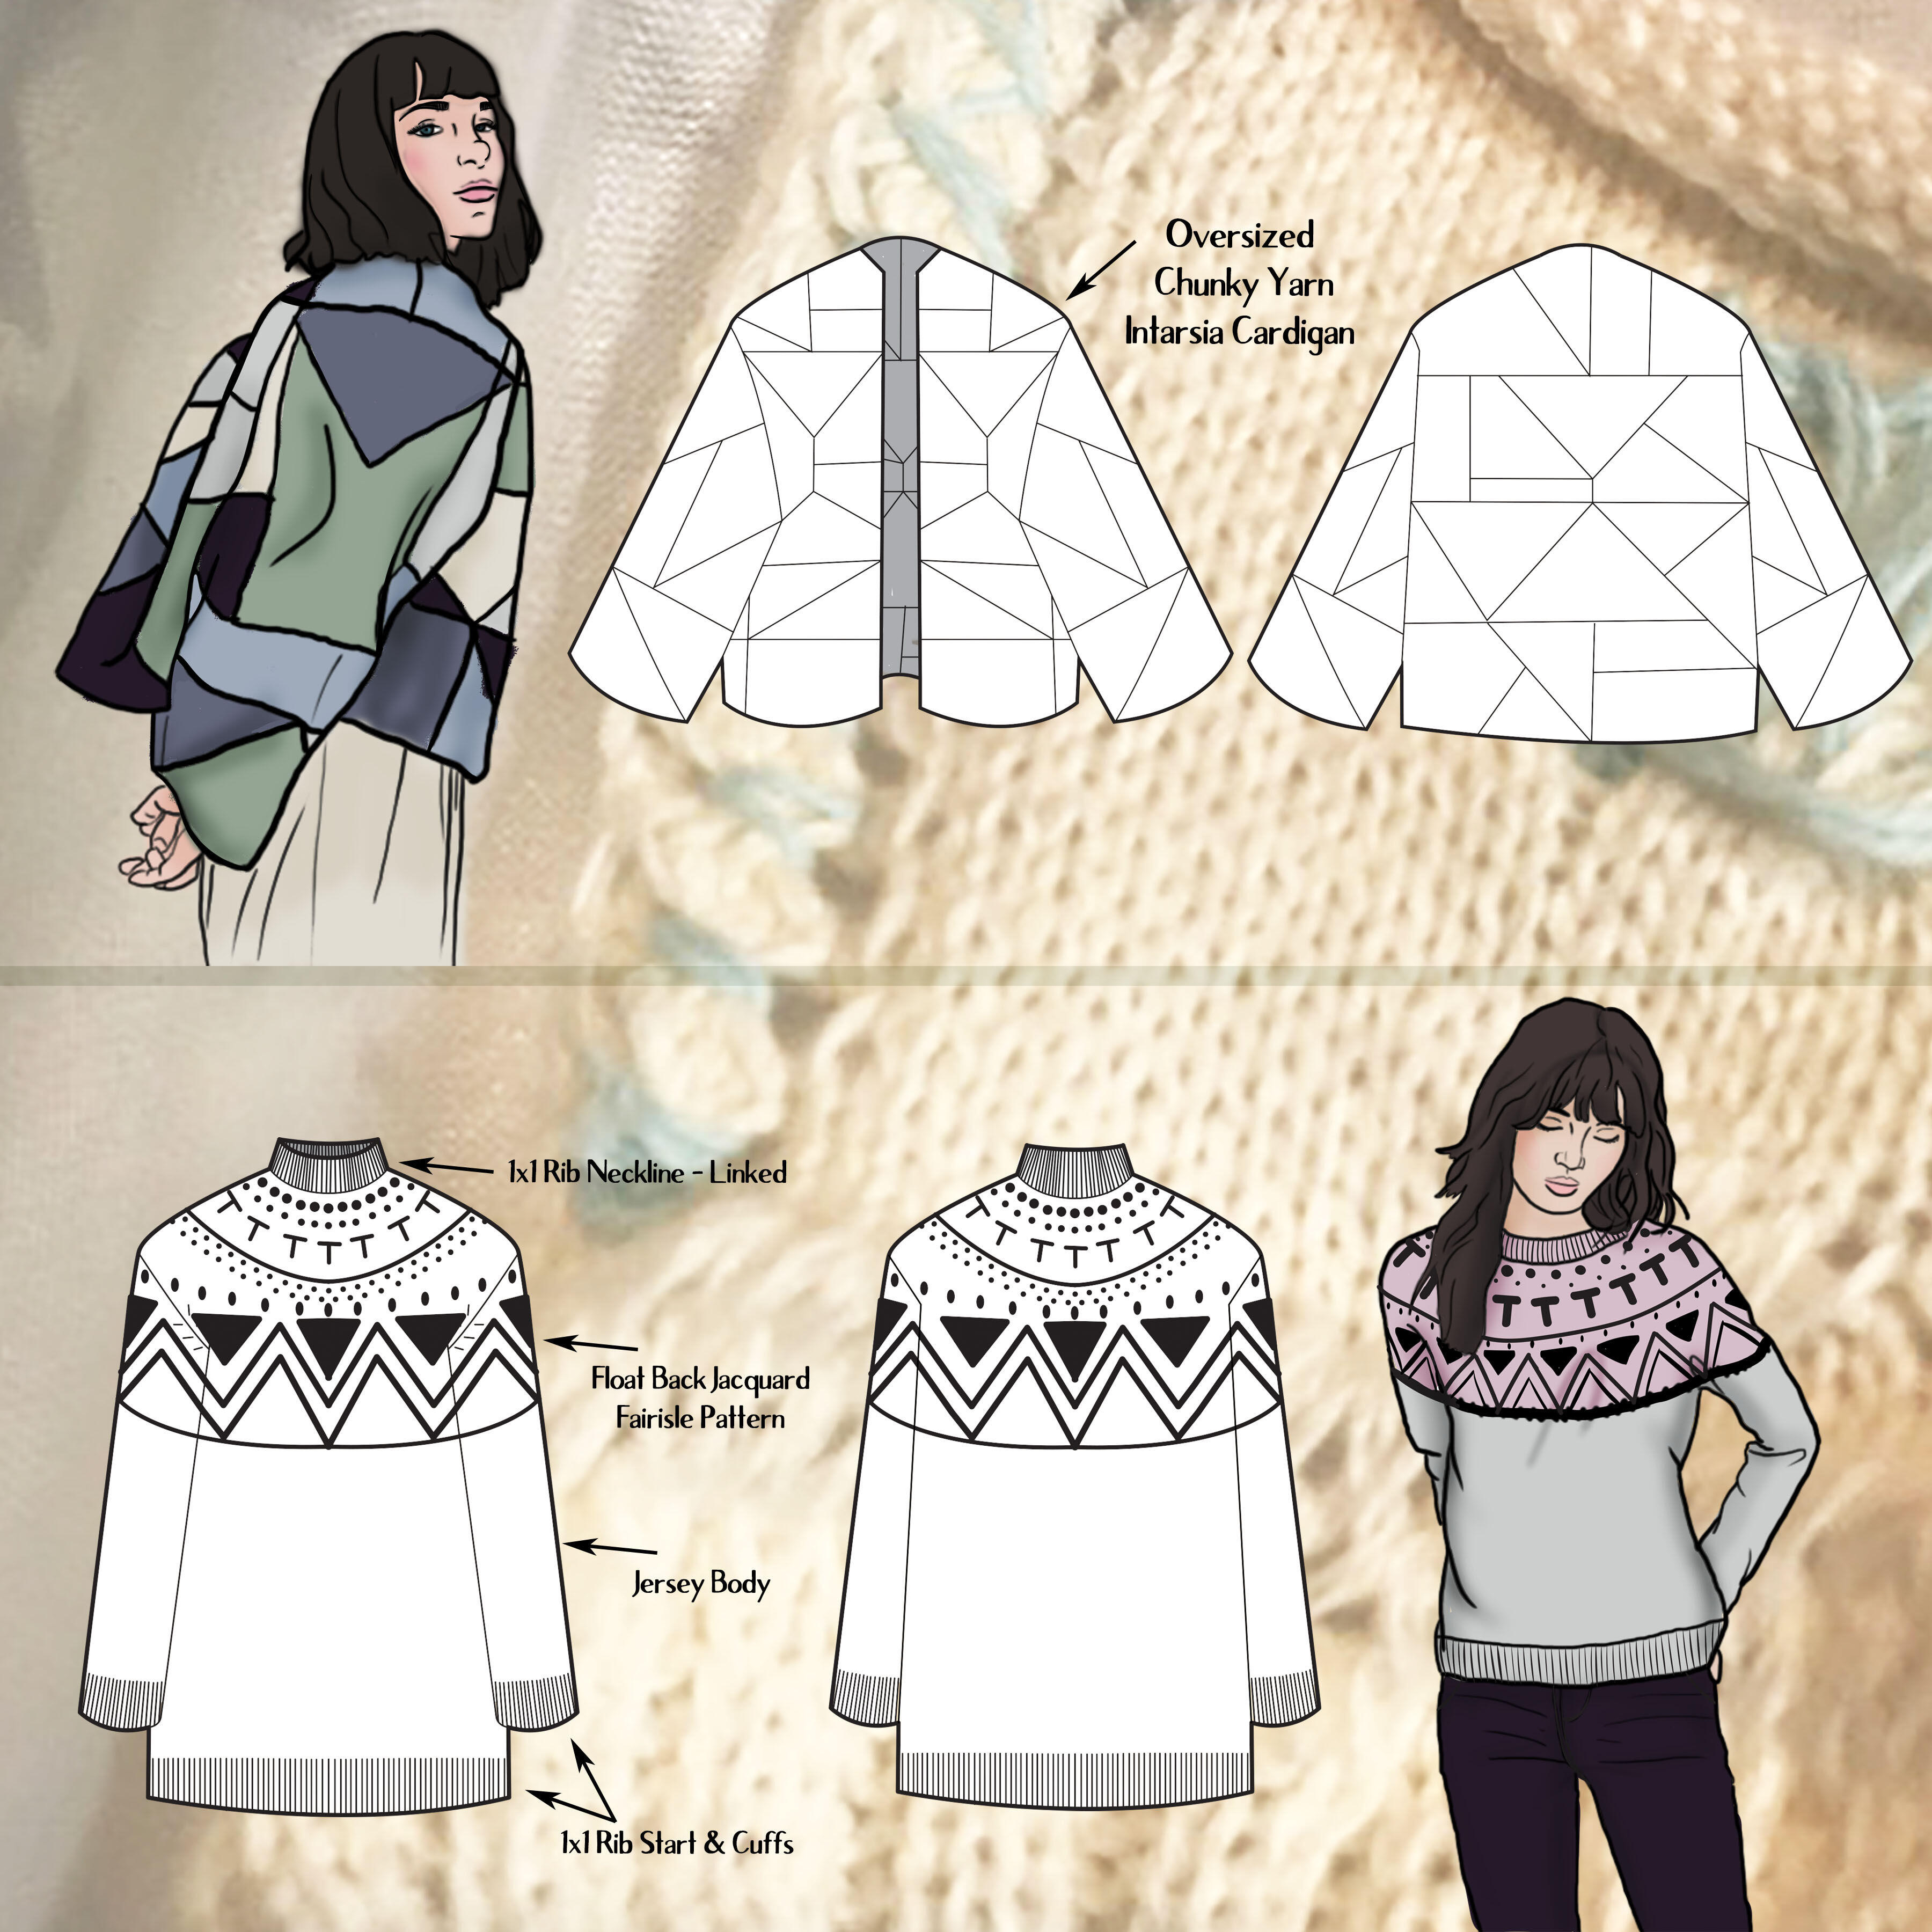 Oversized
Chunky Yarn
Intarsia Cardigan
1x1 Rib Neckline - Linked
Float Back Jacquard
Fairisle Pattern
Jersey Body
1x1 Rib Start & Cuffs